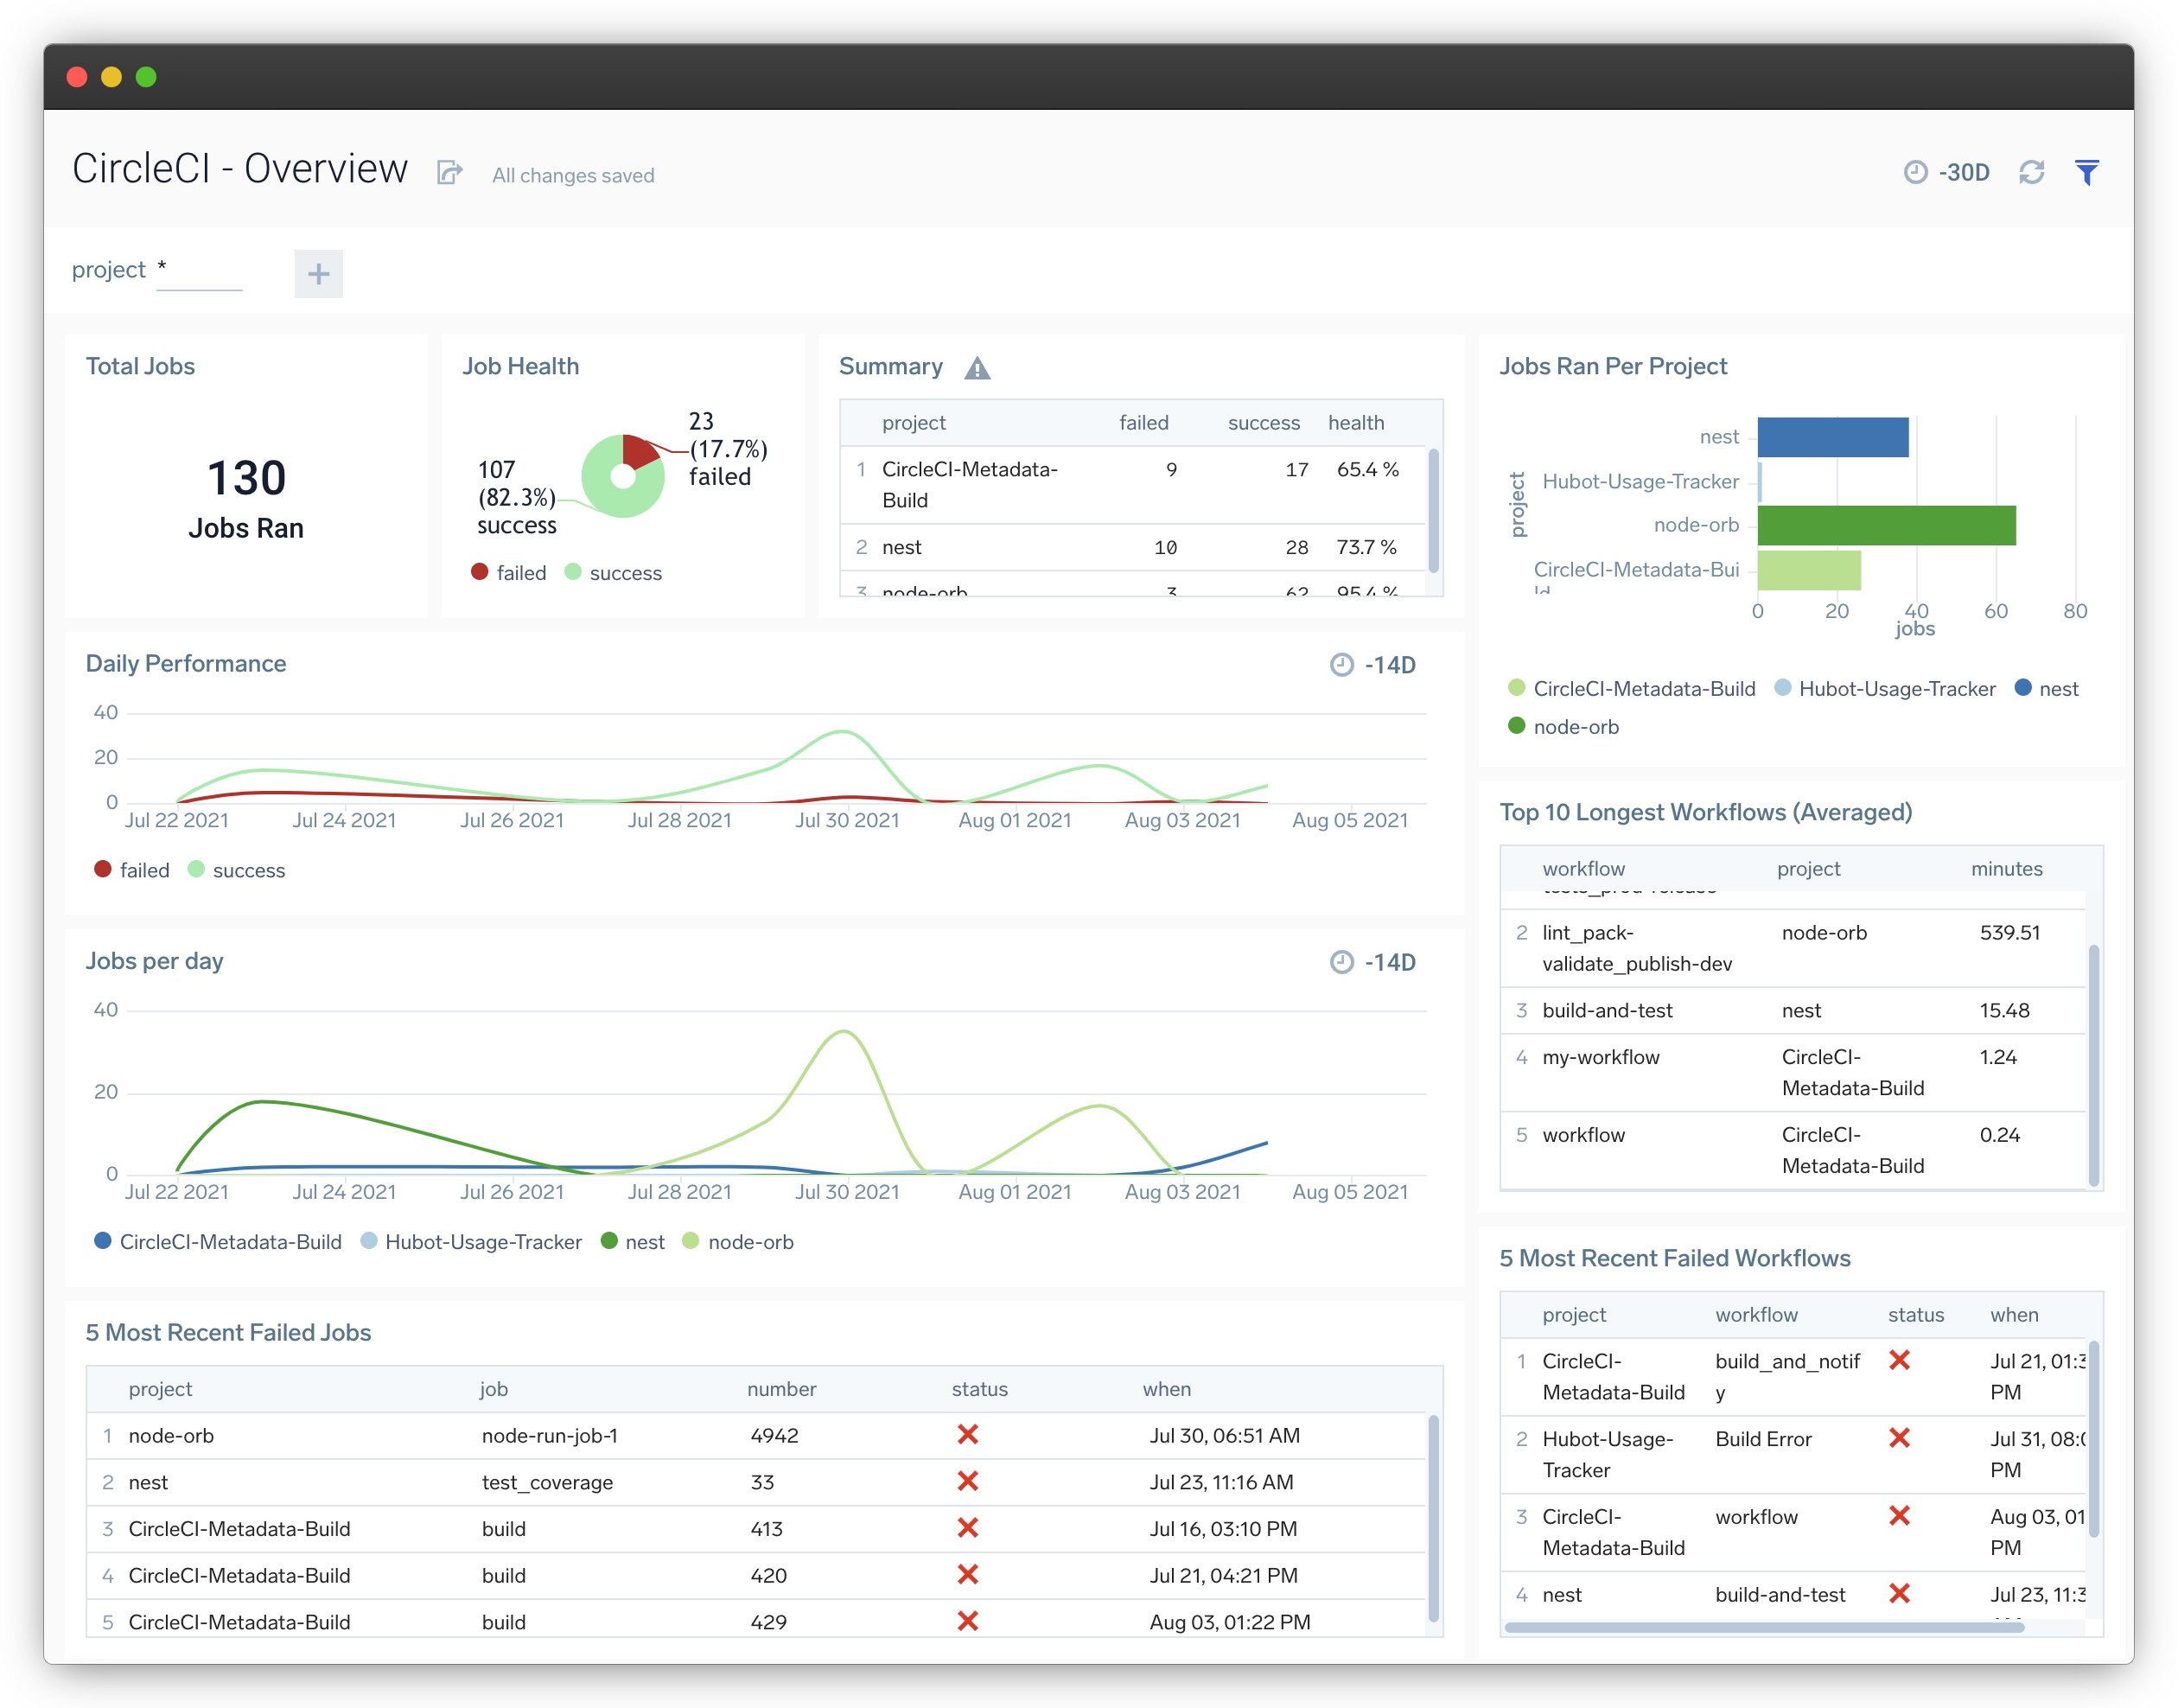 CircleCI - Overview
All changes saved
-30D
project *
Total Jobs
130
Jobs Ran
Job Health
23
(17.7%)
failed
107
(82.3%)
success
failed success
Summary
project failed success health
1 CircleCI-Metadata- 9 17 65.4 %
Build
2 nest 10 28 73.7 %
3 node-orb 3 62 95.4 %
Jobs Ran Per Project
project
nest
Hubot-Usage-Tracker
node-orb
CircleCI-Metadata-Bui
ld
0 20 40 60 80
jobs
CircleCI-Metadata-Build Hubot-Usage-Tracker nest
node-orb
Daily Performance
-14D
40
20
0
Jul 22 2021 Jul 24 2021 Jul 26 2021 Jul 28 2021 Jul 30 2021 Aug 01 2021 Aug 03 2021 Aug 05 2021
failed success
Jobs per day
-14D
40
20
0
Jul 22 2021 Jul 24 2021 Jul 26 2021 Jul 28 2021 Jul 30 2021 Aug 01 2021 Aug 03 2021 Aug 05 2021
CircleCI-Metadata-Build Hubot-Usage-Tracker nest node-orb
Top 10 Longest Workflows (Averaged)
workflow project minutes
2 lint_pack- node-orb 539.51
validate_publish-dev
3 build-and-test nest 15.48
4 my-workflow CircleCI- 1.24
Metadata-Build
5 workflow CircleCI- 0.24
Metadata-Build
5 Most Recent Failed Jobs
project job number status when
1 node-orb node-run-job-1 4942 Jul 30, 06:51 AM
2 nest test_coverage 33 Jul 23, 11:16 AM
3 CircleCI-Metadata-Build build 413 Jul 16, 03:10 PM
4 CircleCI-Metadata-Build build 420 Jul 21, 04:21 PM
5 CircleCI-Metadata-Build build 429 Aug 03, 01:22 PM
5 Most Recent Failed Workflows
project workflow status when
1 CircleCI- build_and_notif Jul 21, 01:3
Metadata-Build y PM
2 Hubot-Usage- Build Error Jul 31, 08:0
Tracker PM
3 CircleCI- workflow Aug 03, 01
Metadata-Build PM
4 nest build-and-test Jul 23, 11:3